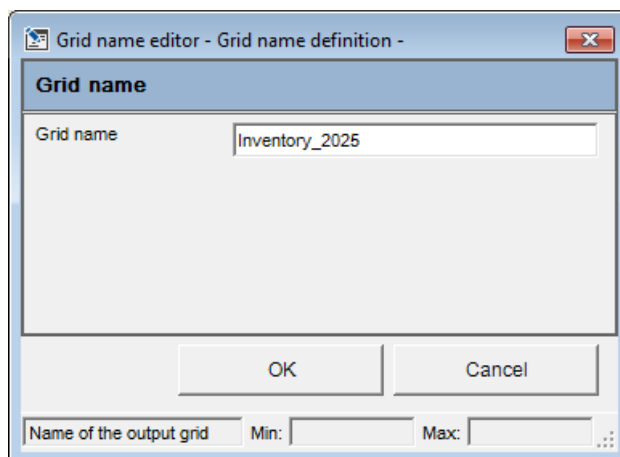 Grid name editor - Grid name definition -
Grid name
Grid name Inventory_2025
OK Cancel
Name of the output grid Min: Max: